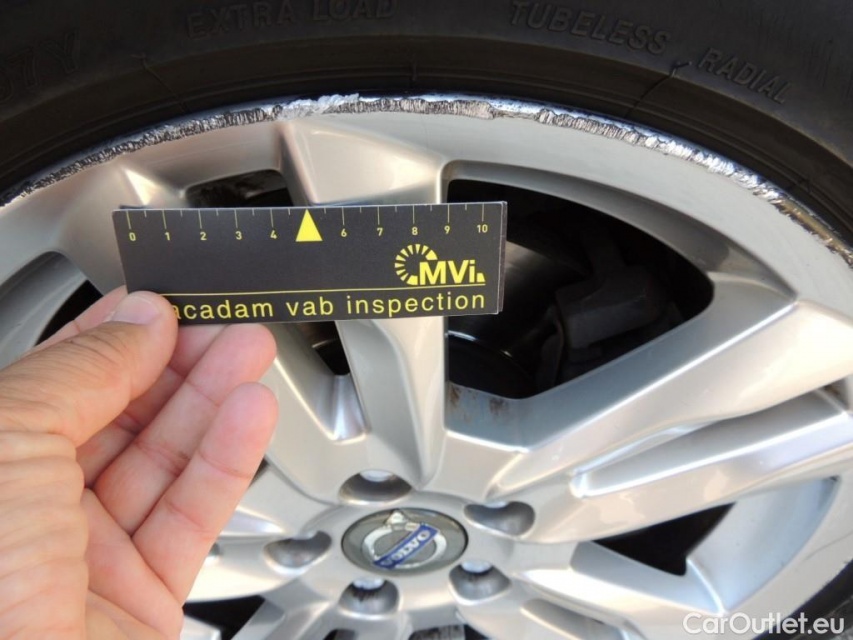 EXTRA LOAD
TUBELESS
RADIAL
0 1 2 3 4 6 7 8 9 10
MVi.
acadam vab inspection
VOLVO
CarOutlet.eu